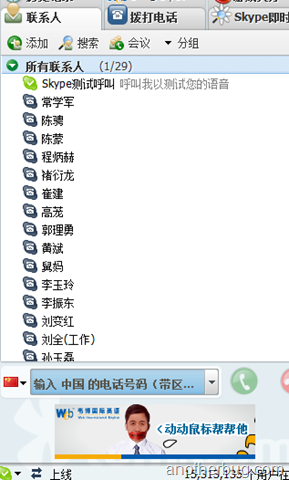 联系人
拨打电话
Skype即时
添加
搜索
会议
分组
所有联系人 (1/29)
Skype测试呼叫 呼叫我以测试您的语音
常学军
陈骋
陈蒙
程炳赫
褚衍龙
崔建
高茏
郭理勇
黄斌
舅妈
李玉玲
李振东
刘变红
刘全(工作)
孙玉磊
输入 中国 的电话号码（带区...
韦博国际英语
动动鼠标帮帮他
上线
15,313,135 个用户在